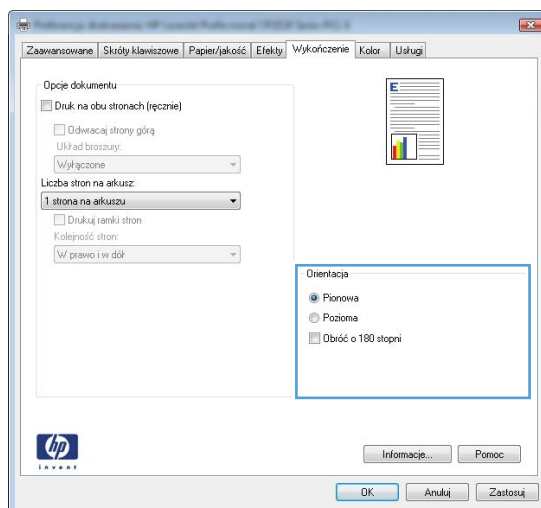 Zaawansowane Skróty klawiszowe Papier/jakość Efekty Wykończenie Kolor Usługi
Opcje dokumentu
Druk na obu stronach (ręcznie)
Odwracaj strony górą
Układ broszury:
Wyłączone
Liczba stron na arkusz:
1 strona na arkuszu
Drukuj ramki stron
Kolejność stron:
W prawo i w dół
E
Orientacja
Pionowa
Pozioma
Obróć o 180 stopni
hp
invent
Informacje... Pomoc
OK Anuluj Zastosuj